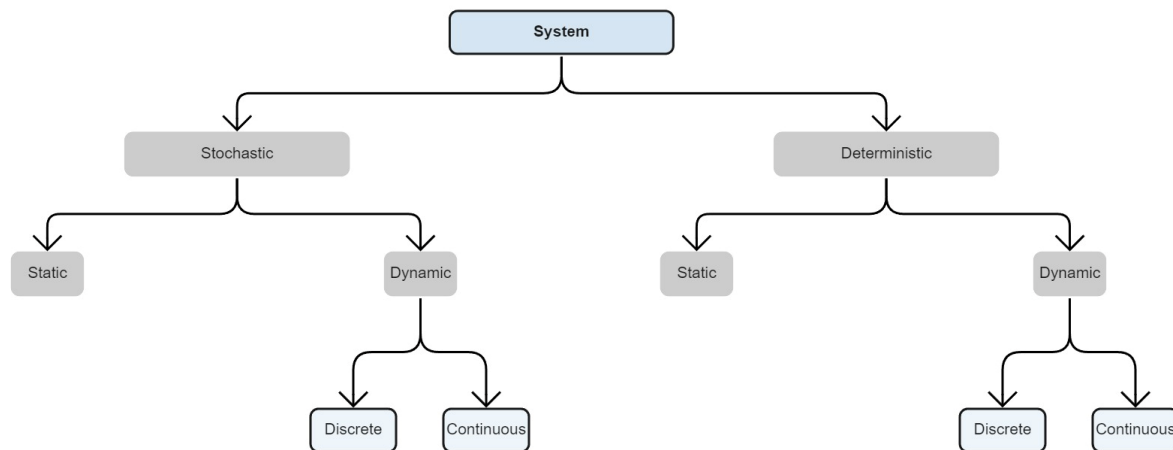 System
Stochastic
Deterministic
Static
Dynamic
Static
Dynamic
Discrete
Continuous
Discrete
Continuous